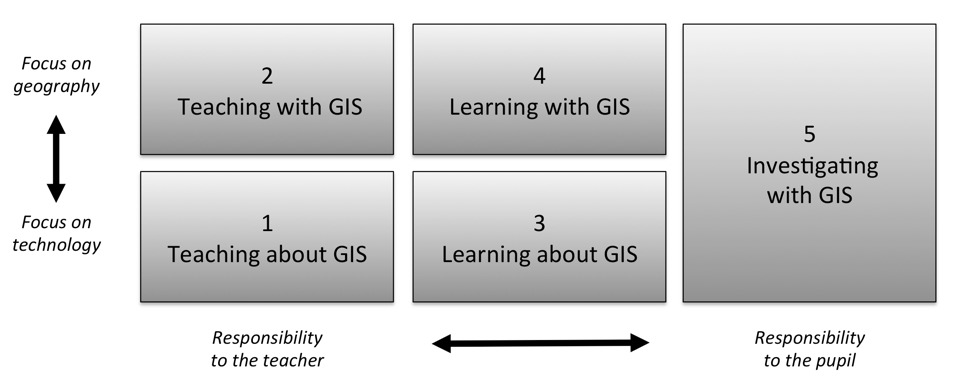 Focus on
geography
2
Teaching with GIS
4
Learning with GIS
5
Investigating
with GIS
Focus on
technology
1
Teaching about GIS
3
Learning about GIS
Responsibility
to the teacher
Responsibility
to the pupil